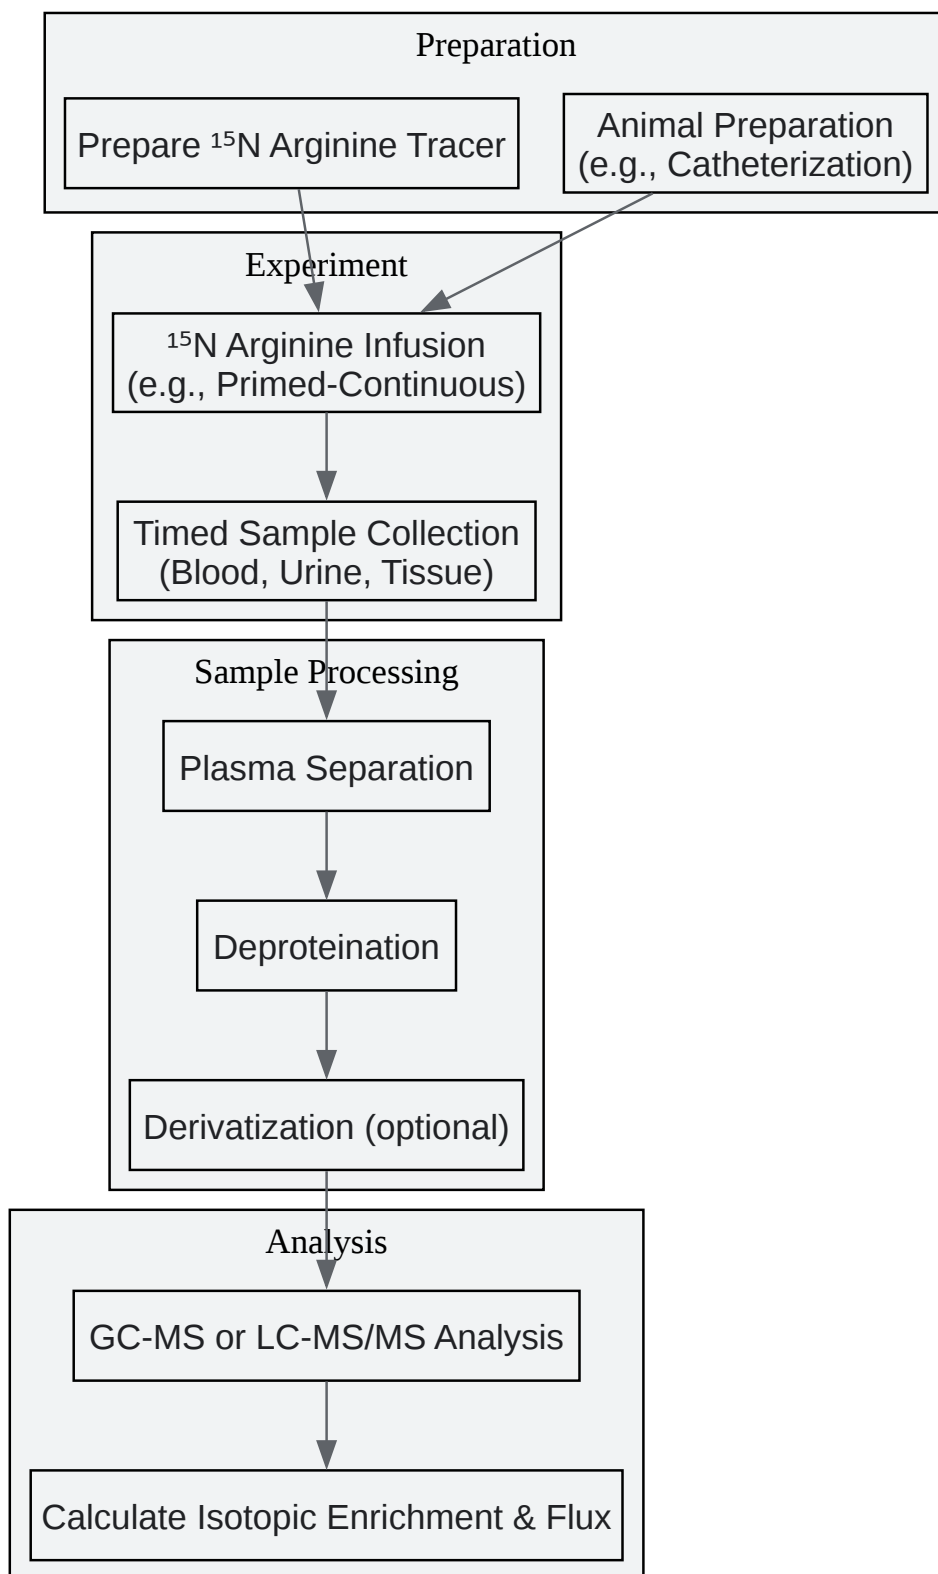 Preparation
Prepare ¹⁵N Arginine Tracer
Animal Preparation
(e.g., Catheterization)
Experiment
¹⁵N Arginine Infusion
(e.g., Primed-Continuous)
Timed Sample Collection
(Blood, Urine, Tissue)
Sample Processing
Plasma Separation
Deproteination
Derivatization (optional)
Analysis
GC-MS or LC-MS/MS Analysis
Calculate Isotopic Enrichment & Flux